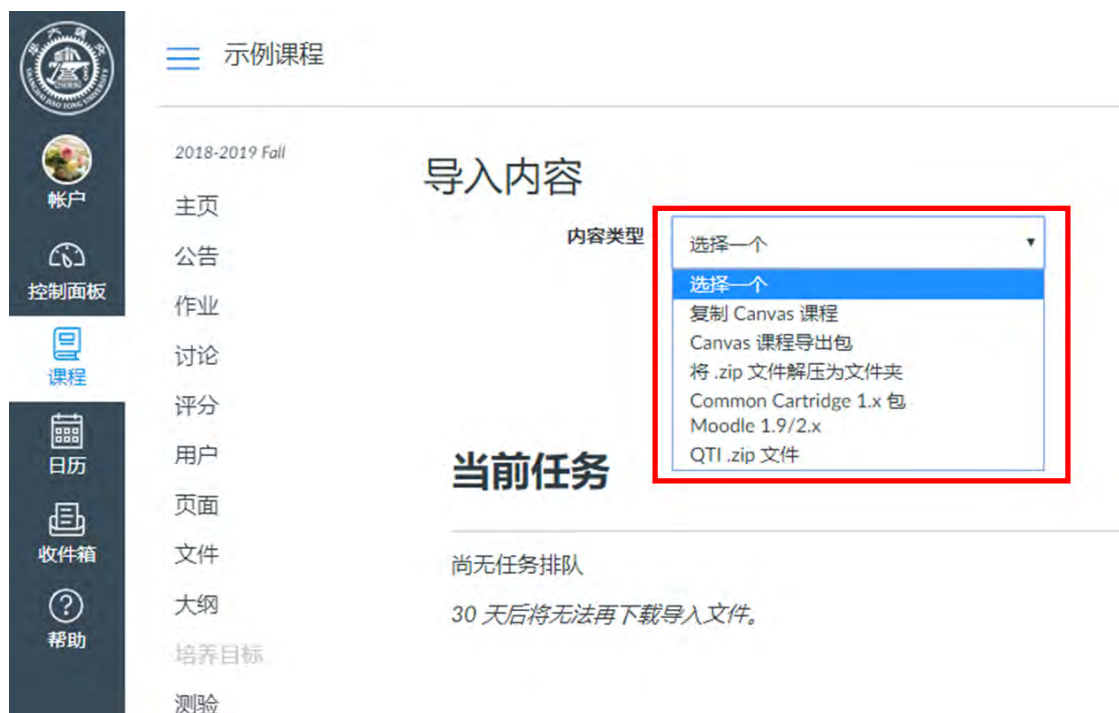 SHANGHAI JIAO TONG UNIVERSITY
帐户
控制面板
课程
日历
收件箱
帮助
示例课程
2018-2019 Fall
主页
公告
作业
讨论
评分
用户
页面
文件
大纲
培养目标
测验
导入内容
内容类型
选择一个
选择一个
复制 Canvas 课程
Canvas 课程导出包
将 .zip 文件解压为文件夹
Common Cartridge 1.x 包
Moodle 1.9/2.x
QTI .zip 文件
当前任务
尚无任务排队
30 天后将无法再下载导入文件。